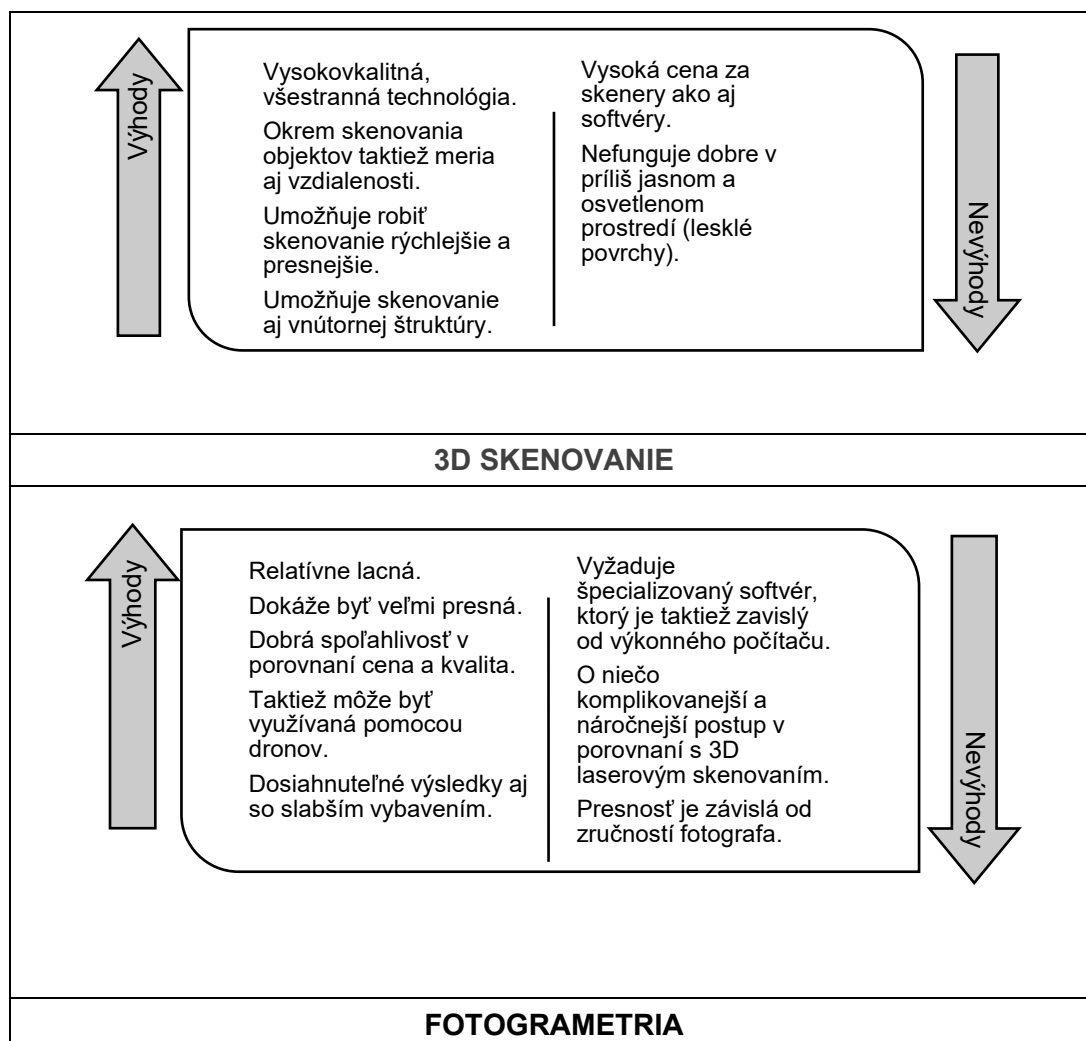 Výhody
Vysokovkalitná,
všestranná technológia.
Okrem skenovania
objektov taktiež meria
aj vzdialenosti.
Umožňuje robiť
skenovanie rýchlejšie a
presnejšie.
Umožňuje skenovanie
aj vnútornej štruktúry.
Vysoká cena za
skenery ako aj
softvéry.
Nefunguje dobre v
príliš jasnom a
osvetlenom
prostredí (lesklé
povrchy).
Nevýhody
3D SKENOVANIE
Výhody
Relatívne lacná.
Dokáže byť veľmi presná.
Dobrá spoľahlivosť v
porovnaní cena a kvalita.
Taktiež môže byť
využívaná pomocou
dronov.
Dosiahnuteľné výsledky aj
so slabším vybavením.
Vyžaduje
špecializovaný softvér,
ktorý je taktiež zavislý
od výkonného počítaču.
O niečo
komplikovanejší a
náročnejší postup v
porovnaní s 3D
laserovým skenovaním.
Presnosť je závislá od
zručností fotografa.
Nevýhody
FOTOGRAMETRIA